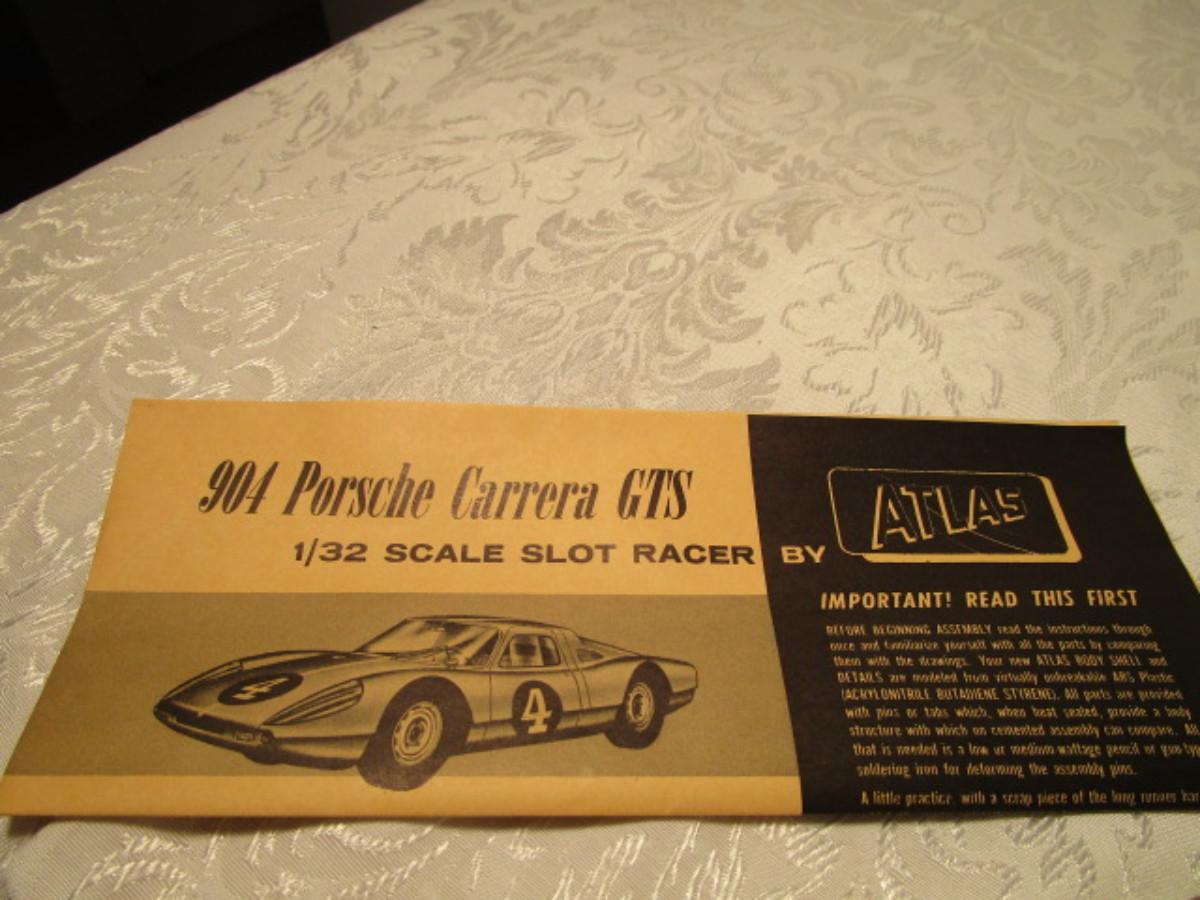 904 Porsche Carrera GTS
1/32 SCALE SLOT RACER BY
ATLAS
IMPORTANT! READ THIS FIRST
BEFORE BEGINNING ASSEMBLY read the instructions through
once and familiarize yourself with all the parts by comparing
them with the drawings. Your new ATLAS BODY SHELL and
DETAILS are modeled from virtually unbreakable ABS Plastic
(ACRYLONITRILE BUTADIENE STYRENE). All parts are provided
with pins or tabs which, when heat sealed, provide a body
structure with which no cemented assembly can compare. All
that is needed is a low or medium wattage pencil or gun
soldering iron for deforming the assembly pins.
A little practice with a scrap piece of the long runner
4
4